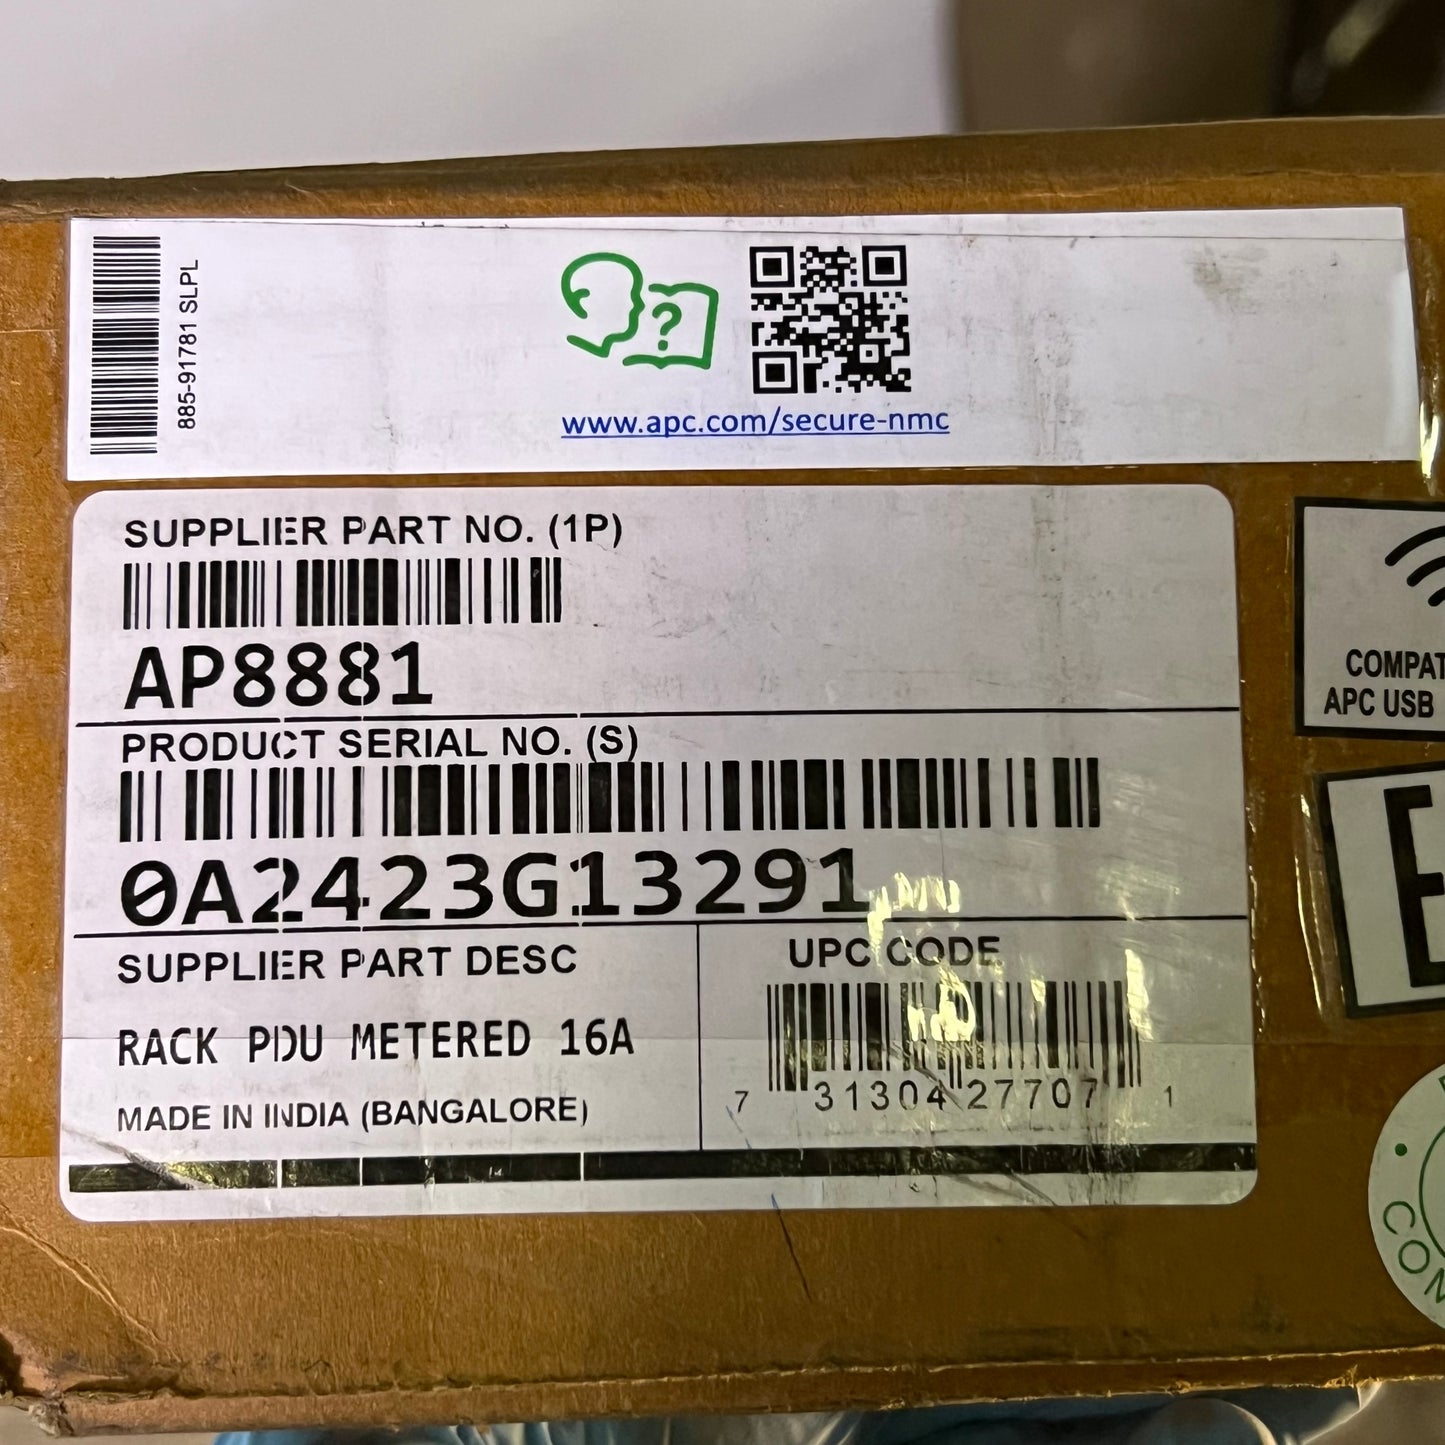 885-91781 SLPL
?
www.apc.com/secure-nmc
SUPPLIER PART NO. (1P)
AP8881
PRODUCT SERIAL NO. (S)
0A2423G13291
SUPPLIER PART DESC
RACK PDU METERED 16A
MADE IN INDIA (BANGALORE)
UPC CODE
7 31304 27707 1
COMPAT
APC USB
E
CON